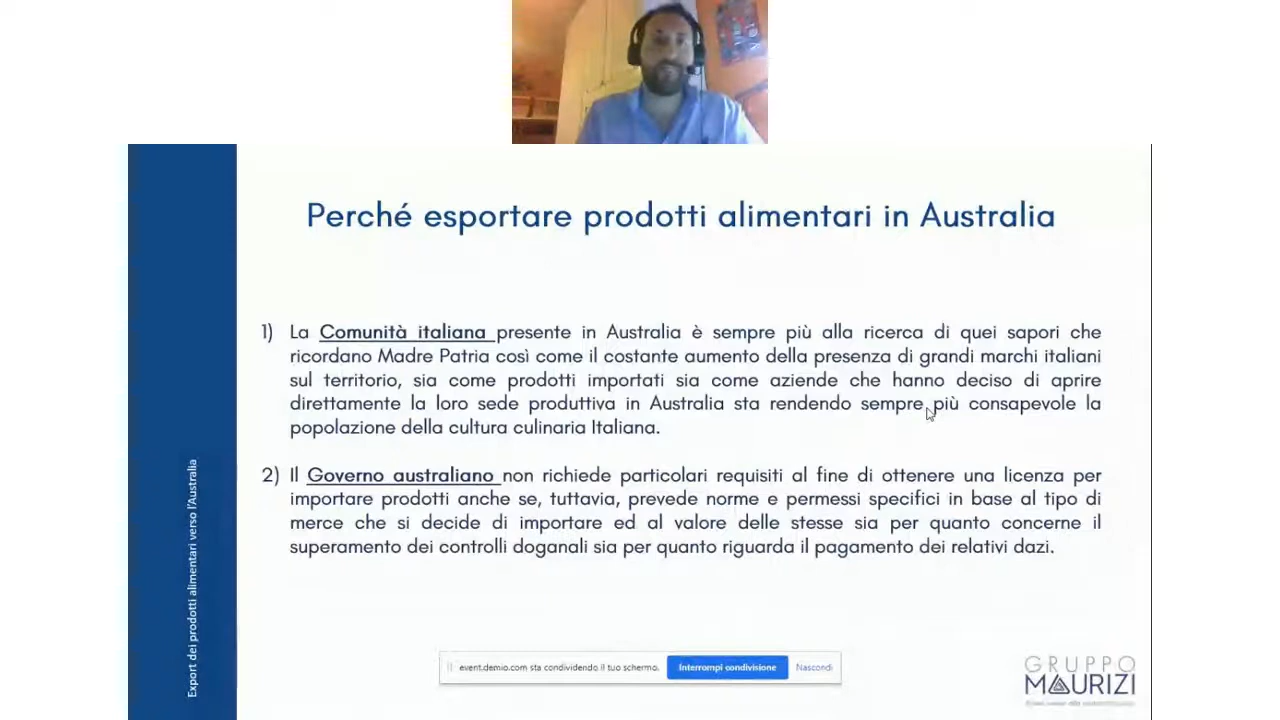 Perché esportare prodotti alimentari in Australia
1) La Comunità italiana presente in Australia è sempre più alla ricerca di quei sapori che
ricordano Madre Patria così come il costante aumento della presenza di grandi marchi italiani
sul territorio, sia come prodotti importati sia come aziende che hanno deciso di aprire
direttamente la loro sede produttiva in Australia sta rendendo sempre più consapevole la
popolazione della cultura culinaria Italiana.
2) Il Governo australiano non richiede particolari requisiti al fine di ottenere una licenza per
importare prodotti anche se, tuttavia, prevede norme e permessi specifici in base al tipo di
merce che si decide di importare ed al valore delle stesse sia per quanto concerne il
superamento dei controlli doganali sia per quanto riguarda il pagamento dei relativi dazi.
Export dei prodotti alimentari verso l'Australia
event.demio.com sta condividendo il tuo schermo. Interrompi condivisione Nascondi
GRUPPO
MAURIZI